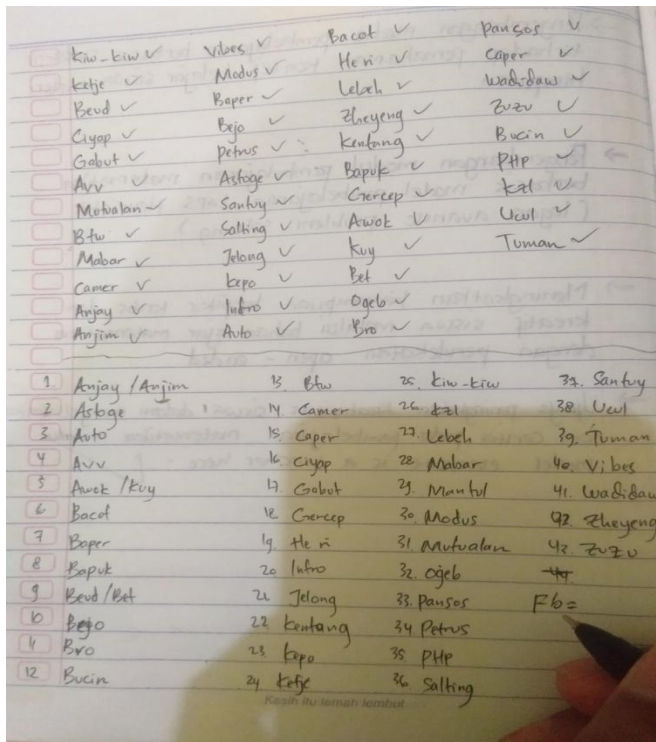 Kiw-kiw ✓ Vibes ✓ Bacot ✓ Pansos ✓
Ketje ✓ Modus ✓ Heri ✓ Caper ✓
Beud ✓ Baper ✓ Lebeh ✓ Wadidaw ✓
Ciyap ✓ Bejo ✓ Zheyeng ✓ Zuzu ✓
Gabut ✓ Petrus ✓ Kentang ✓ Bucin ✓
Avv ✓ Astoge ✓ Bapuk ✓ PHP ✓
Mutualan ✓ Santuy ✓ Gercep ✓ Kzl ✓
Btw ✓ Salting ✓ Awok ✓ Ucul ✓
Mabar ✓ Jelong ✓ Kuy ✓ Tuman ✓
Camer ✓ Kepo ✓ Bet ✓
Anjay ✓ Intro ✓ Ogeb ✓
Anjim ✓ Auto ✓ Bro ✓
1 Anjay / Anjim 13. Btw 25. Kiw-kiw 37. Santuy
2 Astoge 14. Camer 26. Kzl 38. Ucul
3 Auto 15. Caper 27. Lebeh 39. Tuman
4 Avv 16. Ciyap 28. Mabar 40. Vibes
5 Awok / Kuy 17. Gabut 29. Mantul 41. Wadidaw
6 Bacot 18 Gercep 30. Modus 42. Zheyeng
7 Baper 19. Heri 31. Mutualan 43. Zuzu
8 Bapuk 20 Intro 32. Ogeb
9 Beud / Bet 21 Jelong 33. Pansos Fb=
10 Bejo 22 Kentang 34 Petrus
11 Bro 23 Kepo 35 PHP
12 Bucin 24 Ketje 36 Salting
Kasih itu lemah lembut